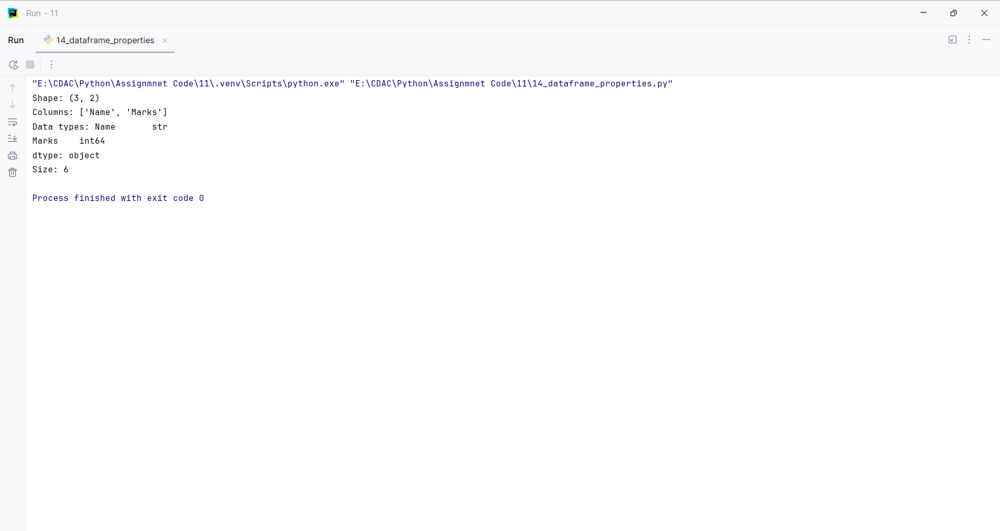 Run - 11
Run 14_dataframe_properties
"E:\CDAC\Python\Assignmnet Code\11\.venv\Scripts\python.exe" "E:\CDAC\Python\Assignmnet Code\11\14_dataframe_properties.py"
Shape: (3, 2)
Columns: ['Name', 'Marks']
Data types: Name       str
Marks    int64
dtype: object
Size: 6
Process finished with exit code 0